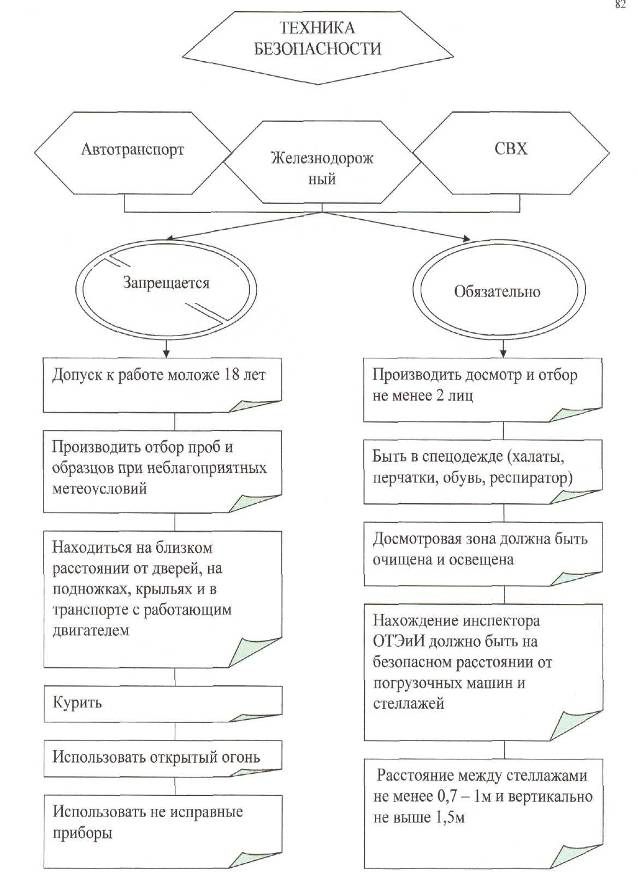 82
ТЕХНИКА
БЕЗОПАСНОСТИ
Автотранспорт
Железнодорож
ный
СВХ
Запрещается
Обязательно
Допуск к работе моложе 18 лет
Производить отбор проб и
образцов при неблагоприятных
метеоусловий
Находиться на близком
расстоянии от дверей, на
подножках, крыльях и в
транспорте с работающим
двигателем
Курить
Использовать открытый огонь
Использовать не исправные
приборы
Производить досмотр и отбор
не менее 2 лиц
Быть в спецодежде (халаты,
перчатки, обувь, респиратор)
Досмотровая зона должна быть
очищена и освещена
Нахождение инспектора
ОТЭиИ должно быть на
безопасном расстоянии от
погрузочных машин и
стеллажей
Расстояние между стеллажами
не менее 0,7 – 1м и вертикально
не выше 1,5м